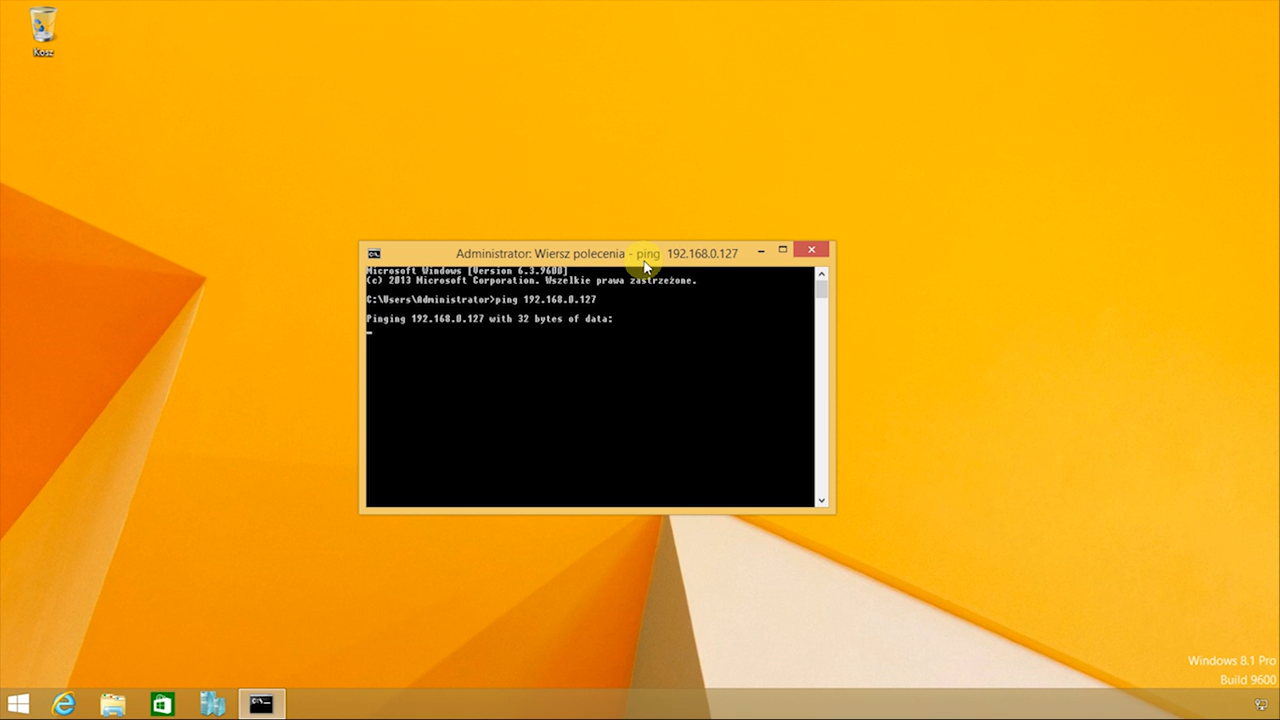 Kosz
Administrator: Wiersz polecenia - ping 192.168.0.127
Microsoft Windows [Version 6.3.9600]
(c) 2013 Microsoft Corporation. Wszelkie prawa zastrzeżone.
C:\Users\Administrator>ping 192.168.0.127
Pinging 192.168.0.127 with 32 bytes of data:
Windows 8.1 Pro
Build 9600